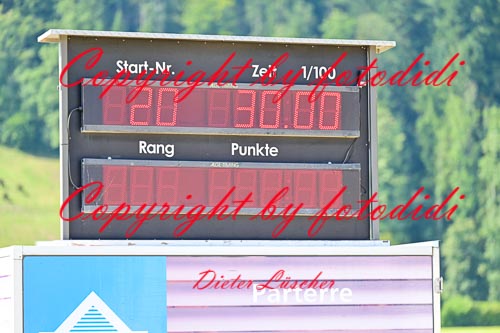 Start-Nr. Zeit 1/100
Copyright by fotodidi
20 30.00
Rang Punkte
Copyright by fotodidi
Dieter Lüscher
Parterre